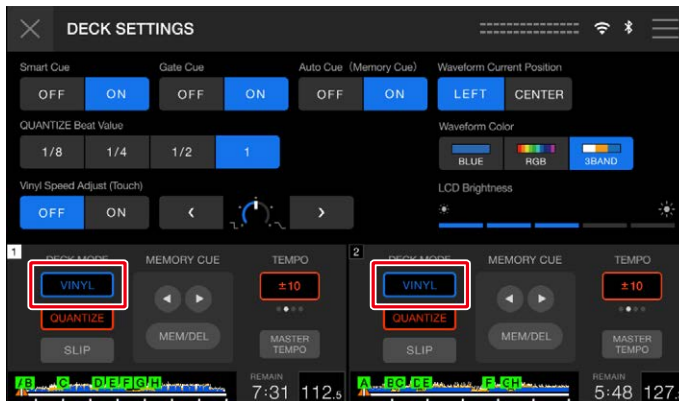 DECK SETTINGS
Smart Cue Gate Cue Auto Cue (Memory Cue) Waveform Current Position
OFF ON OFF ON OFF ON LEFT CENTER
QUANTIZE Beat Value Waveform Color
1/8 1/4 1/2 1 BLUE RGB 3BAND
Vinyl Speed Adjust (Touch) LCD Brightness
OFF ON
1 DECK MODE MEMORY CUE TEMPO 2 DECK MODE MEMORY CUE TEMPO
VINYL ±10 VINYL ±10
QUANTIZE QUANTIZE
SLIP MEM/DEL MASTER TEMPO SLIP MEM/DEL MASTER TEMPO
A B C D E F G H REMAIN A B C D E F G H REMAIN
7:31 112.5 5:48 127.